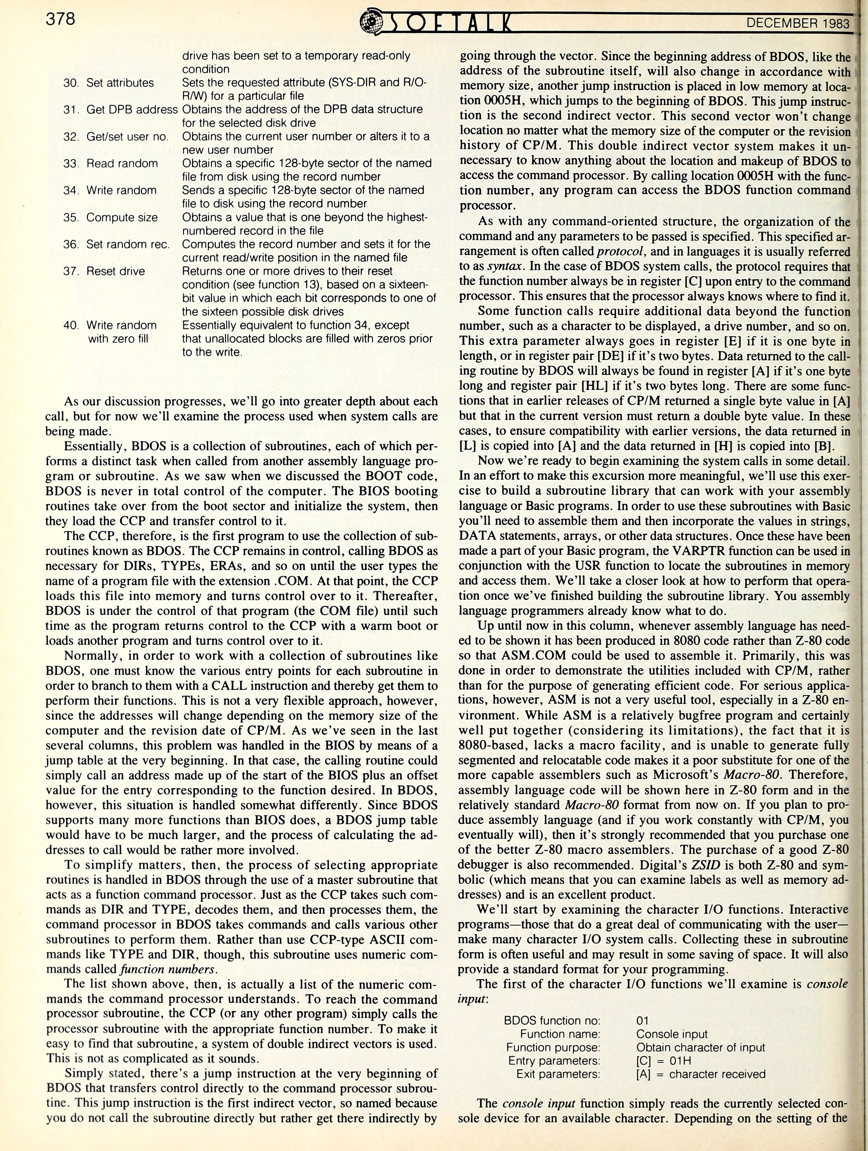 378
SOFTALK
DECEMBER 1983
drive has been set to a temporary read-only
condition
30. Set attributes Sets the requested attribute (SYS-DIR and R/O-
R/W) for a particular file
31. Get DPB address Obtains the address of the DPB data structure
for the selected disk drive
32. Get/set user no. Obtains the current user number or alters it to a
new user number
33. Read random Obtains a specific 128-byte sector of the named
file from disk using the record number
34. Write random Sends a specific 128-byte sector of the named
file to disk using the record number
35. Compute size Obtains a value that is one beyond the highest-
numbered record in the file
36. Set random rec. Computes the record number and sets it for the
current read/write position in the named file
37. Reset drive Returns one or more drives to their reset
condition (see function 13), based on a sixteen-
bit value in which each bit corresponds to one of
the sixteen possible disk drives
40. Write random Essentially equivalent to function 34, except
with zero fill that unallocated blocks are filled with zeros prior
to the write.
As our discussion progresses, we'll go into greater depth about each
call, but for now we'll examine the process used when system calls are
being made.
Essentially, BDOS is a collection of subroutines, each of which per-
forms a distinct task when called from another assembly language pro-
gram or subroutine. As we saw when we discussed the BOOT code,
BDOS is never in total control of the computer. The BIOS booting
routines take over from the boot sector and initialize the system, then
they load the CCP and transfer control to it.
The CCP, therefore, is the first program to use the collection of sub-
routines known as BDOS. The CCP remains in control, calling BDOS as
necessary for DIRs, TYPEs, ERAs, and so on until the user types the
name of a program file with the extension .COM. At that point, the CCP
loads this file into memory and turns control over to it. Thereafter,
BDOS is under the control of that program (the COM file) until such
time as the program returns control to the CCP with a warm boot or
loads another program and turns control over to it.
Normally, in order to work with a collection of subroutines like
BDOS, one must know the various entry points for each subroutine in
order to branch to them with a CALL instruction and thereby get them to
perform their functions. This is not a very flexible approach, however,
since the addresses will change depending on the memory size of the
computer and the revision date of CP/M. As we've seen in the last
several columns, this problem was handled in the BIOS by means of a
jump table at the very beginning. In that case, the calling routine could
simply call an address made up of the start of the BIOS plus an offset
value for the entry corresponding to the function desired. In BDOS,
however, this situation is handled somewhat differently. Since BDOS
supports many more functions than BIOS does, a BDOS jump table
would have to be much larger, and the process of calculating the ad-
dresses to call would be rather more involved.
To simplify matters, then, the process of selecting appropriate
routines is handled in BDOS through the use of a master subroutine that
acts as a function command processor. Just as the CCP takes such com-
mands as DIR and TYPE, decodes them, and then processes them, the
command processor in BDOS takes commands and calls various other
subroutines to perform them. Rather than use CCP-type ASCII com-
mands like TYPE and DIR, though, this subroutine uses numeric com-
mands called function numbers.
The list shown above, then, is actually a list of the numeric com-
mands the command processor understands. To reach the command
processor subroutine, the CCP (or any other program) simply calls the
processor subroutine with the appropriate function number. To make it
easy to find that subroutine, a system of double indirect vectors is used.
This is not as complicated as it sounds.
Simply stated, there's a jump instruction at the very beginning of
BDOS that transfers control directly to the command processor subrou-
tine. This jump instruction is the first indirect vector, so named because
you do not call the subroutine directly but rather get there indirectly by
going through the vector. Since the beginning address of BDOS, like the
address of the subroutine itself, will also change in accordance with
memory size, another jump instruction is placed in low memory at loca-
tion 0005H, which jumps to the beginning of BDOS. This jump instruc-
tion is the second indirect vector. This second vector won't change
location no matter what the memory size of the computer or the revision
history of CP/M. This double indirect vector system makes it un-
necessary to know anything about the location and makeup of BDOS to
access the command processor. By calling location 0005H with the func-
tion number, any program can access the BDOS function command
processor.
As with any command-oriented structure, the organization of the
command and any parameters to be passed is specified. This specified ar-
rangement is often called protocol, and in languages it is usually referred
to as syntax. In the case of BDOS system calls, the protocol requires that
the function number always be in register [C] upon entry to the command
processor. This ensures that the processor always knows where to find it.
Some function calls require additional data beyond the function
number, such as a character to be displayed, a drive number, and so on.
This extra parameter always goes in register [E] if it is one byte in
length, or in register pair [DE] if it's two bytes. Data returned to the call-
ing routine by BDOS will always be found in register [A] if it's one byte
long and register pair [HL] if it's two bytes long. There are some func-
tions that in earlier releases of CP/M returned a single byte value in [A]
but that in the current version must return a double byte value. In these
cases, to ensure compatibility with earlier versions, the data returned in
[L] is copied into [A] and the data returned in [H] is copied into [B].
Now we're ready to begin examining the system calls in some detail.
In an effort to make this excursion more meaningful, we'll use this exer-
cise to build a subroutine library that can work with your assembly
language or Basic programs. In order to use these subroutines with Basic
you'll need to assemble them and then incorporate the values in strings,
DATA statements, arrays, or other data structures. Once these have been
made a part of your Basic program, the VARPTR function can be used in
conjunction with the USR function to locate the subroutines in memory
and access them. We'll take a closer look at how to perform that opera-
tion once we've finished building the subroutine library. You assembly
language programmers already know what to do.
Up until now in this column, whenever assembly language has need-
ed to be shown it has been produced in 8080 code rather than Z-80 code
so that ASM.COM could be used to assemble it. Primarily, this was
done in order to demonstrate the utilities included with CP/M, rather
than for the purpose of generating efficient code. For serious applica-
tions, however, ASM is not a very useful tool, especially in a Z-80 en-
vironment. While ASM is a relatively bugfree program and certainly
well put together (considering its limitations), the fact that it is
8080-based, lacks a macro facility, and is unable to generate fully
segmented and relocatable code makes it a poor substitute for one of the
more capable assemblers such as Microsoft's Macro-80. Therefore,
assembly language code will be shown here in Z-80 form and in the
relatively standard Macro-80 format from now on. If you plan to pro-
duce assembly language (and if you work constantly with CP/M, you
eventually will), then it's strongly recommended that you purchase one
of the better Z-80 macro assemblers. The purchase of a good Z-80
debugger is also recommended. Digital's ZSID is both Z-80 and sym-
bolic (which means that you can examine labels as well as memory ad-
dresses) and is an excellent product.
We'll start by examining the character I/O functions. Interactive
programs—those that do a great deal of communicating with the user—
make many character I/O system calls. Collecting these in subroutine
form is often useful and may result in some saving of space. It will also
provide a standard format for your programming.
The first of the character I/O functions we'll examine is console
input:
BDOS function no: 01
Function name: Console input
Function purpose: Obtain character of input
Entry parameters: [C] = 01H
Exit parameters: [A] = character received
The console input function simply reads the currently selected con-
sole device for an available character. Depending on the setting of the